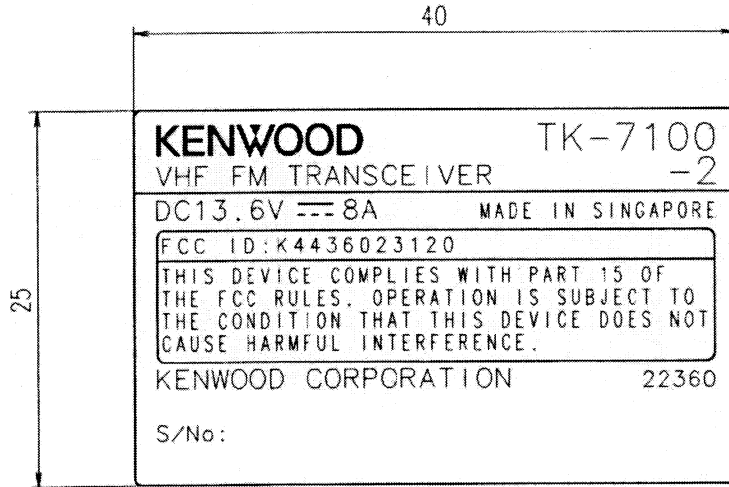 40
25
KENWOOD TK-7100
VHF FM TRANSCEIVER -2
DC13.6V ⎓ 8A MADE IN SINGAPORE
FCC ID:K4436023120
THIS DEVICE COMPLIES WITH PART 15 OF
THE FCC RULES. OPERATION IS SUBJECT TO
THE CONDITION THAT THIS DEVICE DOES NOT
CAUSE HARMFUL INTERFERENCE.
KENWOOD CORPORATION 22360
S/No: